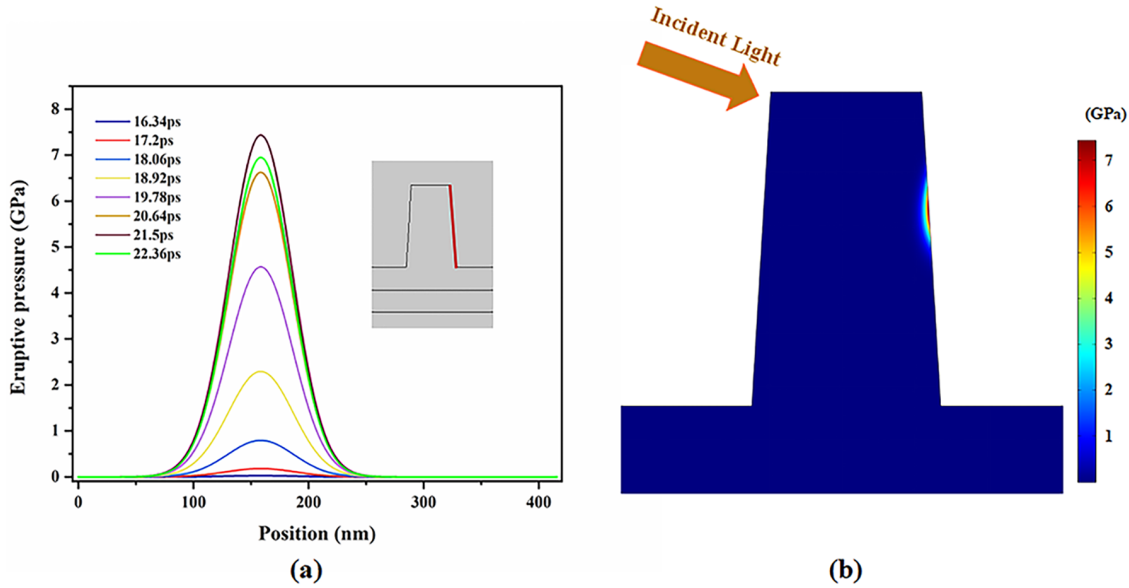 Incident Light
8
7
6
5
4
3
2
1
0
Eruptive pressure (GPa)
16.34ps
17.2ps
18.06ps
18.92ps
19.78ps
20.64ps
21.5ps
22.36ps
0
100
200
300
400
Position (nm)
(a)
(GPa)
7
6
5
4
3
2
1
(b)